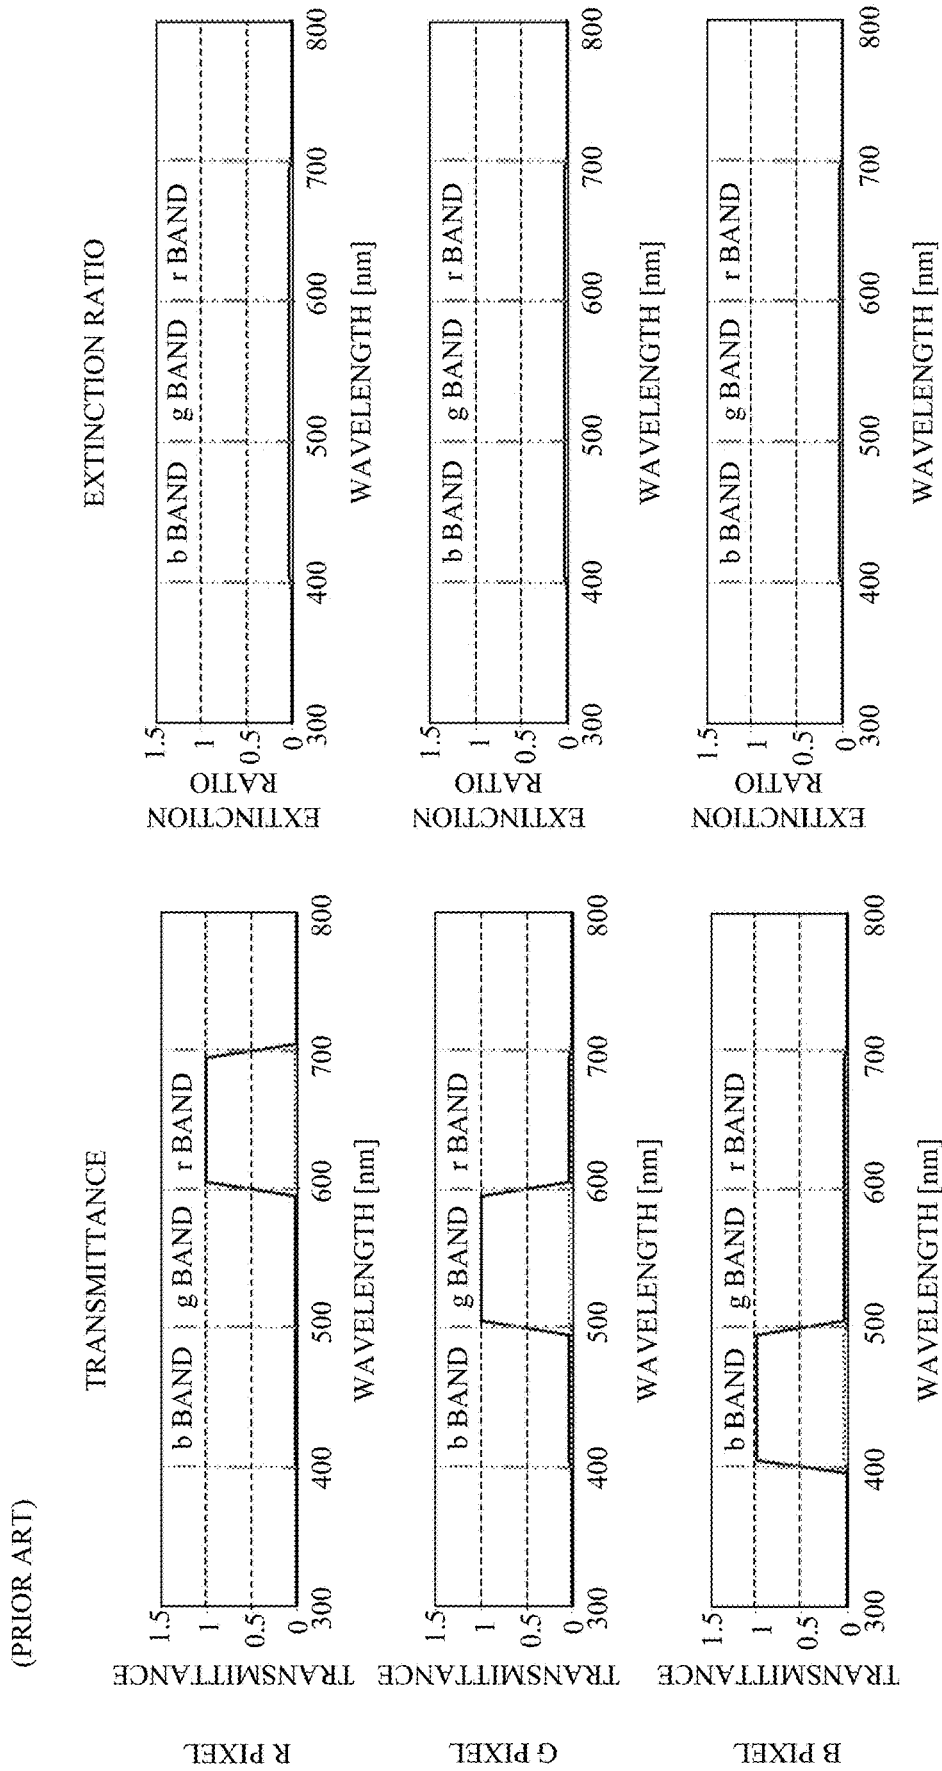 (PRIOR ART)
TRANSMITTANCE
EXTINCTION RATIO
R PIXEL
TRANSMITTANCE
1.5
1
0.5
0
b BAND
g BAND
r BAND
300
400
500
600
700
800
WAVELENGTH [nm]
EXTINCTION
RATIO
1.5
1
0.5
0
b BAND
g BAND
r BAND
300
400
500
600
700
800
WAVELENGTH [nm]
G PIXEL
TRANSMITTANCE
1.5
1
0.5
0
b BAND
g BAND
r BAND
300
400
500
600
700
800
WAVELENGTH [nm]
EXTINCTION
RATIO
1.5
1
0.5
0
b BAND
g BAND
r BAND
300
400
500
600
700
800
WAVELENGTH [nm]
B PIXEL
TRANSMITTANCE
1.5
1
0.5
0
b BAND
g BAND
r BAND
300
400
500
600
700
800
WAVELENGTH [nm]
EXTINCTION
RATIO
1.5
1
0.5
0
b BAND
g BAND
r BAND
300
400
500
600
700
800
WAVELENGTH [nm]